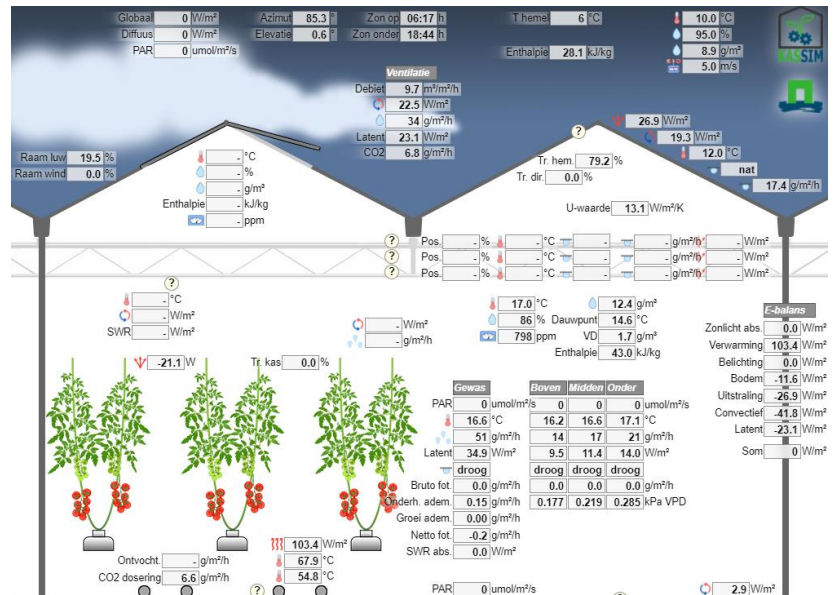 Globaal 0 W/m² Azimut 85.3 ° Zon op 06:17 h T hemel 6 °C 10.0 °C
Diffuus 0 W/m² Elevatie 0.6 ° Zon onder 18:44 h 95.0 %
PAR 0 umol/m²/s Enthalpie 28.1 kJ/kg 8.9 g/m³
5.0 m/s
KASSIM
Ventilatie
Debiet 9.7 m³/m²/h
22.5 W/m²
34 g/m²/h
Latent 23.1 W/m²
CO2 6.8 g/m²/h
26.9 W/m²
19.3 W/m²
12.0 °C
nat
17.4 g/m²/h
Raam luw 19.5 %
Raam wind 0.0 %
- °C
- %
- g/m³
Enthalpie - kJ/kg
- ppm
?
Tr. hem. 79.2 %
Tr. dir. 0.0 %
U-waarde 13.1 W/m²/K
? Pos. - % - °C - - g/m²/h - W/m²
? Pos. - % - °C - - g/m²/h - W/m²
? Pos. - % - °C - - g/m²/h - W/m²
?
- °C
- W/m²
SWR - W/m²
- W/m²
- g/m²/h
-21.1 W Tr. kas 0.0 %
17.0 °C 12.4 g/m³
86 % Dauwpunt 14.6 °C
798 ppm VD 1.7 g/m³
Enthalpie 43.0 kJ/kg
E-balans
Zonlicht abs. 0.0 W/m²
Verwarming 103.4 W/m²
Belichting 0.0 W/m²
Bodem -11.6 W/m²
Uitstraling -26.9 W/m²
Convectief -41.8 W/m²
Latent -23.1 W/m²
Som 0 W/m²
Gewas Boven Midden Onder
PAR 0 umol/m²/s 0 0 0 umol/m²/s
16.6 °C 16.2 16.6 17.1 °C
51 g/m²/h 14 17 21 g/m²/h
Latent 34.9 W/m² 9.5 11.4 14.0 W/m²
droog droog droog droog
Bruto fot. 0.0 g/m²/h 0.0 0.0 0.0 g/m²/h
Onderh. adem. 0.15 g/m²/h 0.177 0.219 0.285 kPa VPD
Groei adem. 0.00 g/m²/h
Netto fot. -0.2 g/m²/h
SWR abs. 0.0 W/m²
Ontvocht. - g/m²/h
CO2 dosering 6.6 g/m²/h
103.4 W/m²
67.9 °C
54.8 °C
?
PAR 0 umol/m²/s
2.9 W/m²